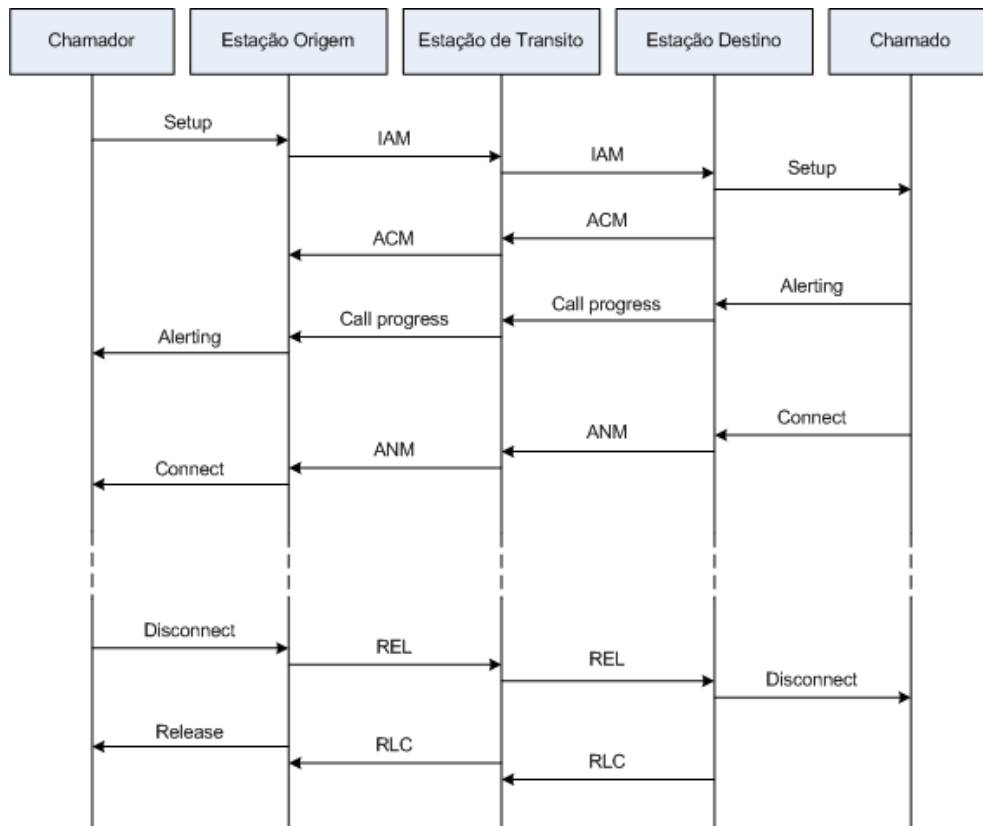 Chamador
Estação Origem
Estação de Transito
Estação Destino
Chamado
Setup
IAM
IAM
Setup
ACM
ACM
Alerting
Call progress
Call progress
Alerting
Connect
ANM
ANM
Connect
Disconnect
REL
REL
Disconnect
Release
RLC
RLC